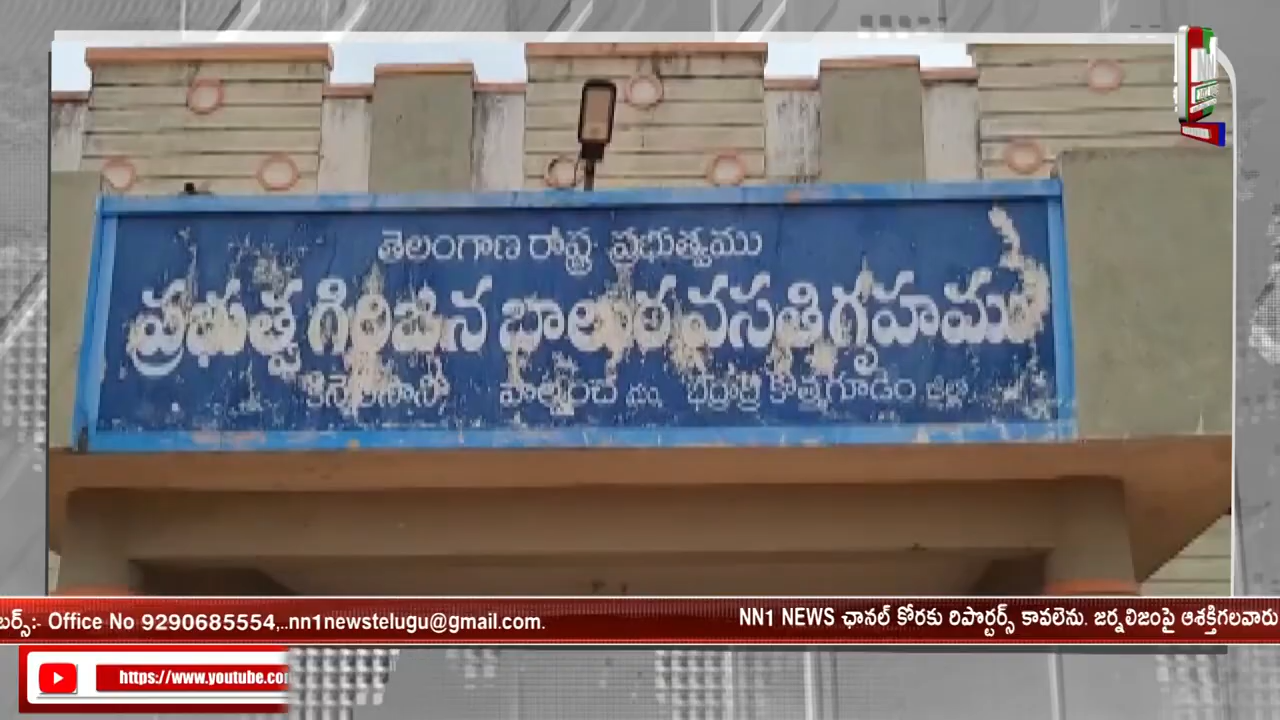 తెలంగాణ రాష్ట్ర ప్రభుత్వము
ప్రభుత్వ గిరిజన బాలుర వసతిగృహము
కిన్నెరసాని, పాల్వంచ మం, భద్రాద్రి కొత్తగూడెం జిల్లా.
బర్స్:- Office No 9290685554,..nn1newstelugu@gmail.com.
NN1 NEWS ఛానల్ కోరకు రిపోర్టర్స్ కావలెను. జర్నలిజంపై ఆశక్తిగలవారు
https://www.youtube.co